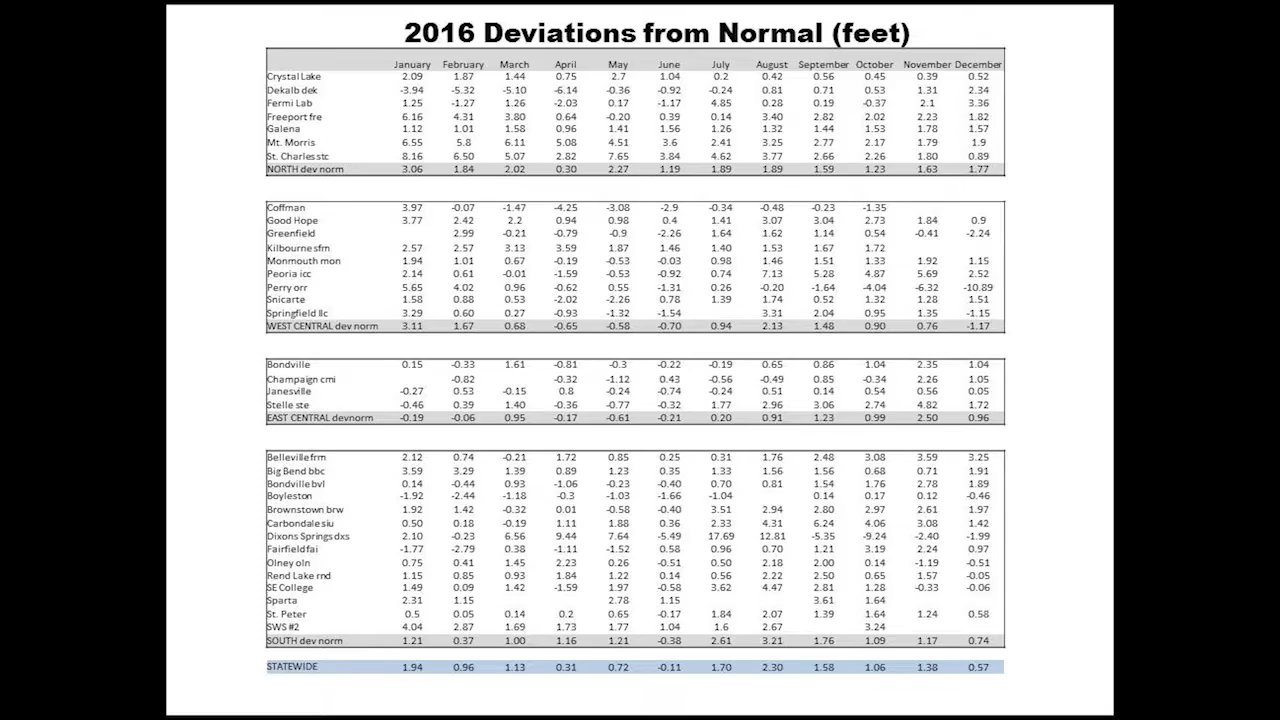 2016 Deviations from Normal (feet)
January February March April May June July August September October November December
Crystal Lake 2.09 1.87 1.44 0.75 2.7 1.04 0.2 0.42 0.56 0.45 0.39 0.52
Dekalb dek -3.94 -5.32 -5.10 -6.14 -0.36 -0.92 -0.24 0.81 0.71 0.53 1.31 2.34
Fermi Lab 1.25 -1.27 1.26 -2.03 0.17 -1.17 4.85 0.28 0.19 -0.37 2.1 3.36
Freeport fre 6.16 4.31 3.80 0.64 -0.20 0.39 0.14 3.40 2.82 2.02 2.23 1.82
Galena 1.12 1.01 1.58 0.96 1.41 1.56 1.26 1.32 1.44 1.53 1.78 1.57
Mt. Morris 6.55 5.8 6.11 5.08 4.51 3.6 2.41 3.25 2.77 2.17 1.79 1.9
St. Charles stc 8.16 6.50 5.07 2.82 7.65 3.84 4.62 3.77 2.66 2.26 1.80 0.89
NORTH dev norm 3.06 1.84 2.02 0.30 2.27 1.19 1.89 1.89 1.59 1.23 1.63 1.77
Coffman 3.97 -0.07 -1.47 -4.25 -3.08 -2.9 -0.34 -0.48 -0.23 -1.35
Good Hope 3.77 2.42 2.2 0.94 0.98 0.4 1.41 3.07 3.04 2.73 1.84 0.9
Greenfield 2.99 -0.21 -0.79 -0.9 -2.26 1.64 1.62 1.14 0.54 -0.41 -2.24
Kilbourne sfm 2.57 2.57 3.13 3.59 1.87 1.46 1.40 1.53 1.67 1.72
Monmouth mon 1.94 1.01 0.67 -0.19 -0.53 -0.03 0.98 1.46 1.51 1.33 1.92 1.15
Peoria icc 2.14 0.61 -0.01 -1.59 -0.53 -0.92 0.74 7.13 5.28 4.87 5.69 2.52
Perry orr 5.65 4.02 0.96 -0.62 0.55 -1.31 0.26 -0.20 -1.64 -4.04 -6.32 -10.89
Snicarte 1.58 0.88 0.53 -2.02 -2.26 0.78 1.39 1.74 0.52 1.32 1.28 1.51
Springfield llc 3.29 0.60 0.27 -0.93 -1.32 -1.54 3.31 2.04 0.95 1.35 -1.15
WEST CENTRAL dev norm 3.11 1.67 0.68 -0.65 -0.58 -0.70 0.94 2.13 1.48 0.90 0.76 -1.17
Bondville 0.15 -0.33 1.61 -0.81 -0.3 -0.22 -0.19 0.65 0.86 1.04 2.35 1.04
Champaign cmi -0.82 -0.32 -1.12 0.43 -0.56 -0.49 0.85 -0.34 2.26 1.05
Janesville -0.27 0.53 -0.15 0.8 -0.24 -0.74 -0.24 0.51 0.14 0.54 0.56 0.05
Stelle ste -0.46 0.39 1.40 -0.36 -0.77 -0.32 1.77 2.96 3.06 2.74 4.82 1.72
EAST CENTRAL devnorm -0.19 -0.06 0.95 -0.17 -0.61 -0.21 0.20 0.91 1.23 0.99 2.50 0.96
Belleville frm 2.12 0.74 -0.21 1.72 0.85 0.25 0.31 1.76 2.48 3.08 3.59 3.25
Big Bend bbc 3.59 3.29 1.39 0.89 1.23 0.35 1.33 1.56 1.56 0.68 0.71 1.91
Bondville bvl 0.14 -0.44 0.93 -1.06 -0.23 -0.40 0.70 0.81 1.54 1.76 2.78 1.89
Boyleston -1.92 -2.44 -1.18 -0.3 -1.03 -1.66 -1.04 0.14 0.17 0.12 -0.46
Brownstown brw 1.92 1.42 -0.32 0.01 -0.58 -0.40 3.51 2.94 2.80 2.97 2.61 1.97
Carbondale siu 0.50 0.18 -0.19 1.11 1.88 0.36 2.33 4.31 6.24 4.06 3.08 1.42
Dixons Springs dxs 2.10 -0.23 6.56 9.44 7.64 -5.49 17.69 12.81 -5.35 -9.24 -2.40 -1.99
Fairfield fai -1.77 -2.79 0.38 -1.11 -1.52 0.58 0.96 0.70 1.21 3.19 2.24 0.97
Olney oln 0.75 0.41 1.45 2.23 0.26 -0.51 0.50 2.18 2.00 0.14 -1.19 -0.51
Rend Lake rnd 1.15 0.85 0.93 1.84 1.22 0.14 0.56 2.22 2.50 0.65 1.57 -0.05
SE College 1.49 0.09 1.42 -1.59 1.97 -0.58 3.62 4.47 2.81 1.28 -0.33 -0.06
Sparta 2.31 1.15 2.78 1.15 3.61 1.64
St. Peter 0.5 0.05 0.14 0.2 0.65 -0.17 1.84 2.07 1.39 1.64 1.24 0.58
SWS #2 4.04 2.87 1.69 1.73 1.77 1.04 1.6 2.67 3.24
SOUTH dev norm 1.21 0.37 1.00 1.16 1.21 -0.38 2.61 3.21 1.76 1.09 1.17 0.74
STATEWIDE 1.94 0.96 1.13 0.31 0.72 -0.11 1.70 2.30 1.58 1.06 1.38 0.57